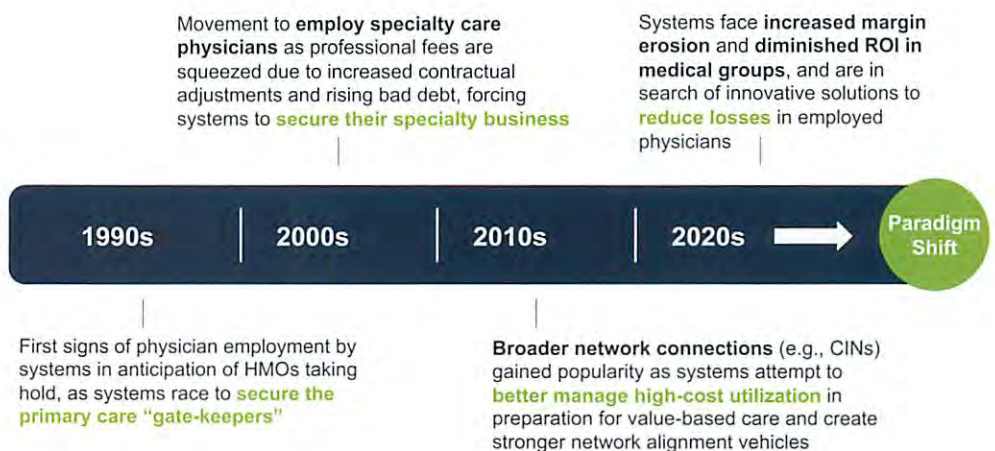 Movement to employ specialty care
physicians as professional fees are
squeezed due to increased contractual
adjustments and rising bad debt, forcing
systems to secure their specialty business
Systems face increased margin
erosion and diminished ROI in
medical groups, and are in
search of innovative solutions to
reduce losses in employed
physicians
1990s
2000s
2010s
2020s
Paradigm
Shift
First signs of physician employment by
systems in anticipation of HMOs taking
hold, as systems race to secure the
primary care “gate-keepers”
Broader network connections (e.g., CINs)
gained popularity as systems attempt to
better manage high-cost utilization in
preparation for value-based care and create
stronger network alignment vehicles